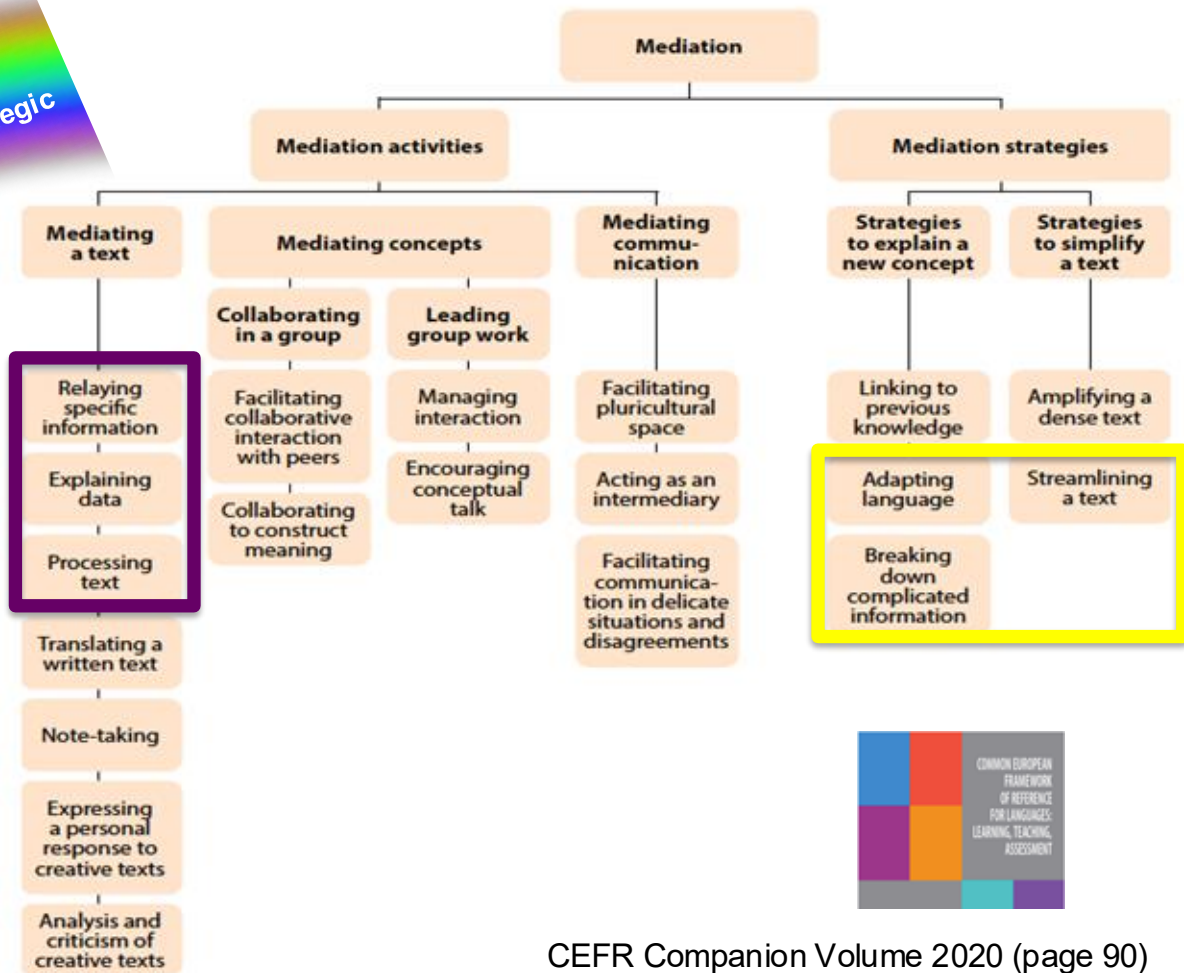 egic
Mediation
Mediation activities
Mediation strategies
Mediating
a text
Mediating concepts
Mediating
commu-
nication
Strategies
to explain a
new concept
Strategies
to simplify
a text
Collaborating
in a group
Leading
group work
Relaying
specific
information
Facilitating
collaborative
interaction
with peers
Managing
interaction
Facilitating
pluricultural
space
Linking to
previous
knowledge
Amplifying a
dense text
Explaining
data
Collaborating
to construct
meaning
Encouraging
conceptual
talk
Acting as an
intermediary
Adapting
language
Streamlining
a text
Processing
text
Facilitating
communica-
tion in delicate
situations and
disagreements
Breaking
down
complicated
information
Translating a
written text
Note-taking
Expressing
a personal
response to
creative texts
Analysis and
criticism of
creative texts
COMMON EUROPEAN
FRAMEWORK
OF REFERENCE
FOR LANGUAGES:
LEARNING, TEACHING,
ASSESSMENT
CEFR Companion Volume 2020 (page 90)